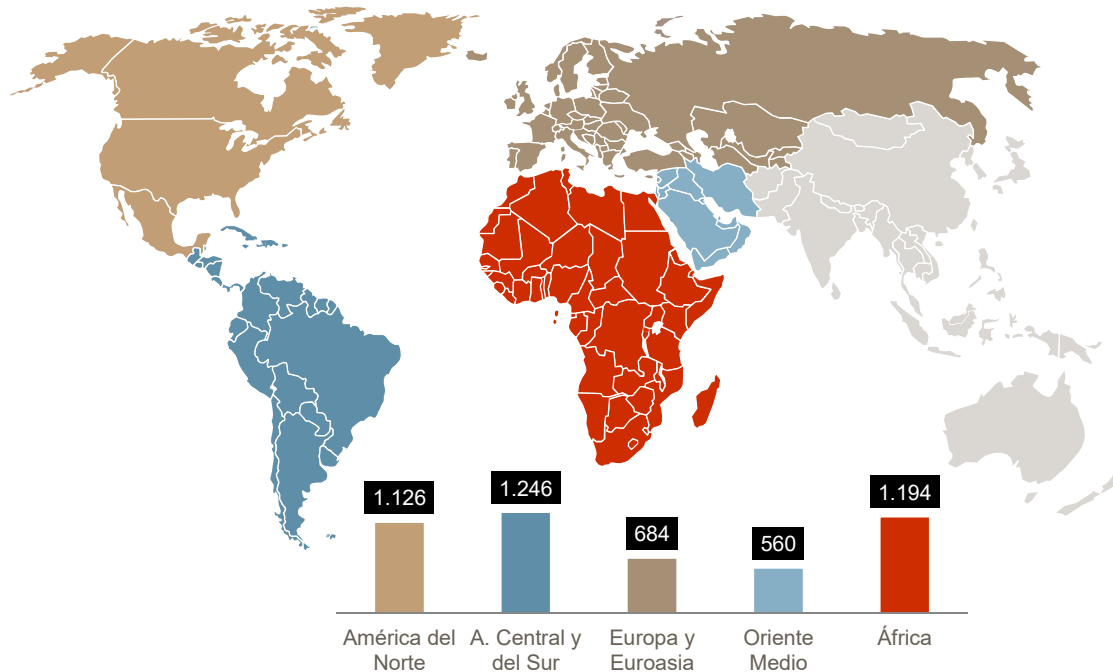 1.126
1.246
684
560
1.194
América del
Norte
A. Central y
del Sur
Europa y
Euroasia
Oriente
Medio
África